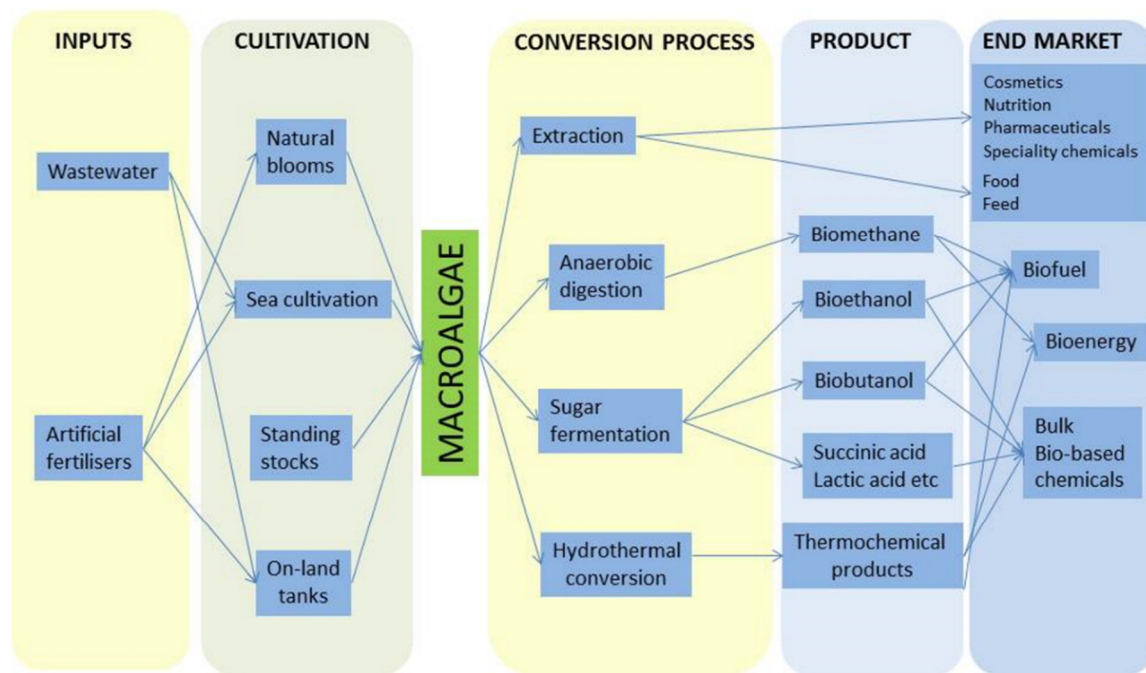 INPUTS
CULTIVATION
CONVERSION PROCESS
PRODUCT
END MARKET
Wastewater
Artificial
fertilisers
Natural
blooms
Sea cultivation
Standing
stocks
On-land
tanks
MACROALGAE
Extraction
Anaerobic
digestion
Sugar
fermentation
Hydrothermal
conversion
Biomethane
Bioethanol
Biobutanol
Succinic acid
Lactic acid etc
Thermochemical
products
Cosmetics
Nutrition
Pharmaceuticals
Speciality chemicals
Food
Feed
Biofuel
Bioenergy
Bulk
Bio-based
chemicals